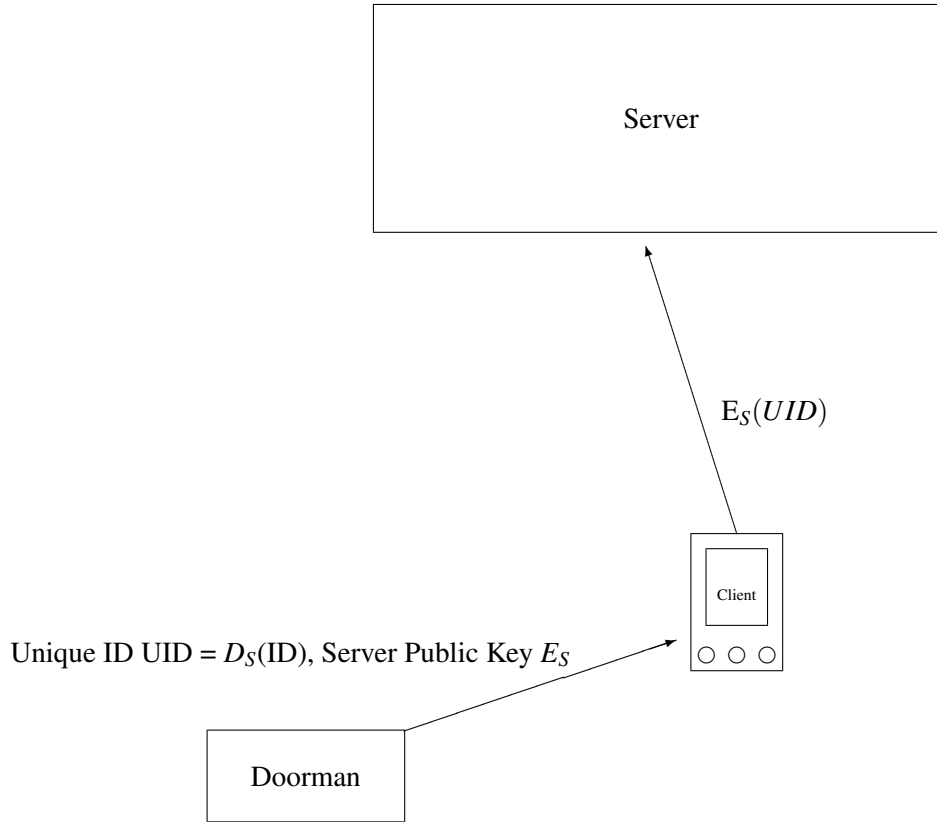 Server
E_S(UID)
Client
Unique ID UID = D_S(ID), Server Public Key E_S
Doorman